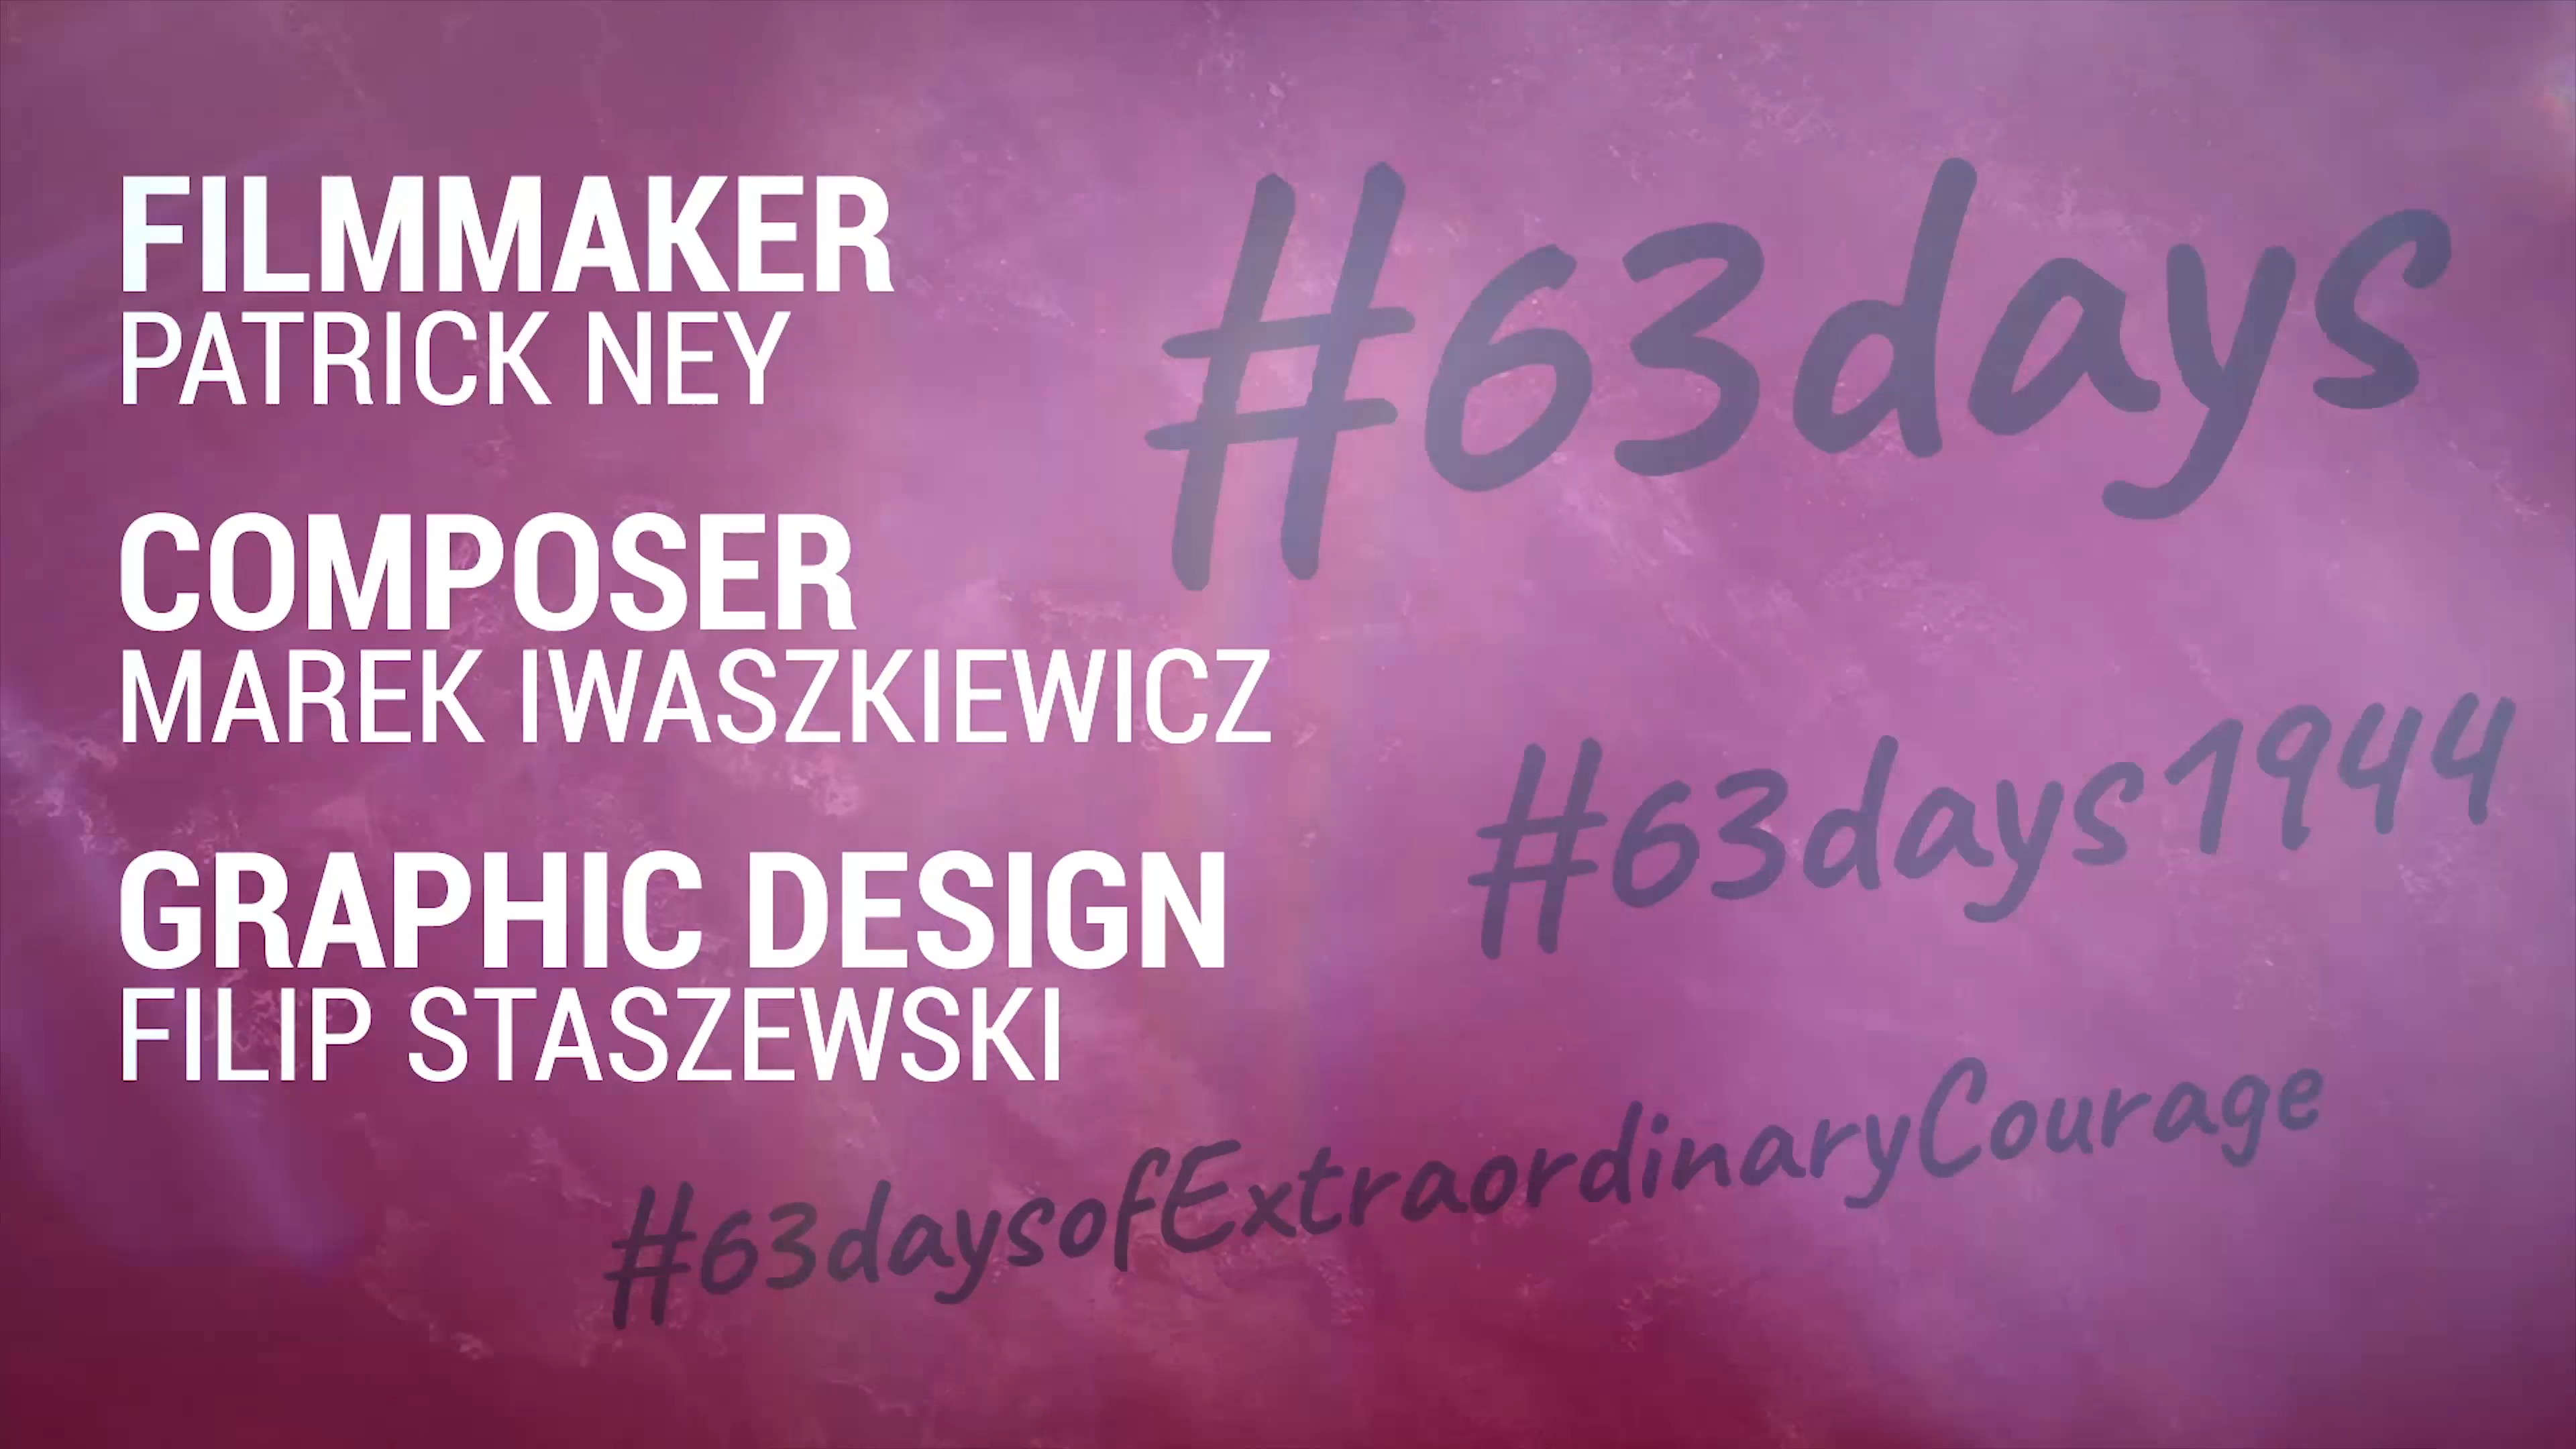 FILMMAKER
PATRICK NEY
COMPOSER
MAREK IWASZKIEWICZ
GRAPHIC DESIGN
FILIP STASZEWSKI
#63days
#63days1944
#63daysofExtraordinaryCourage